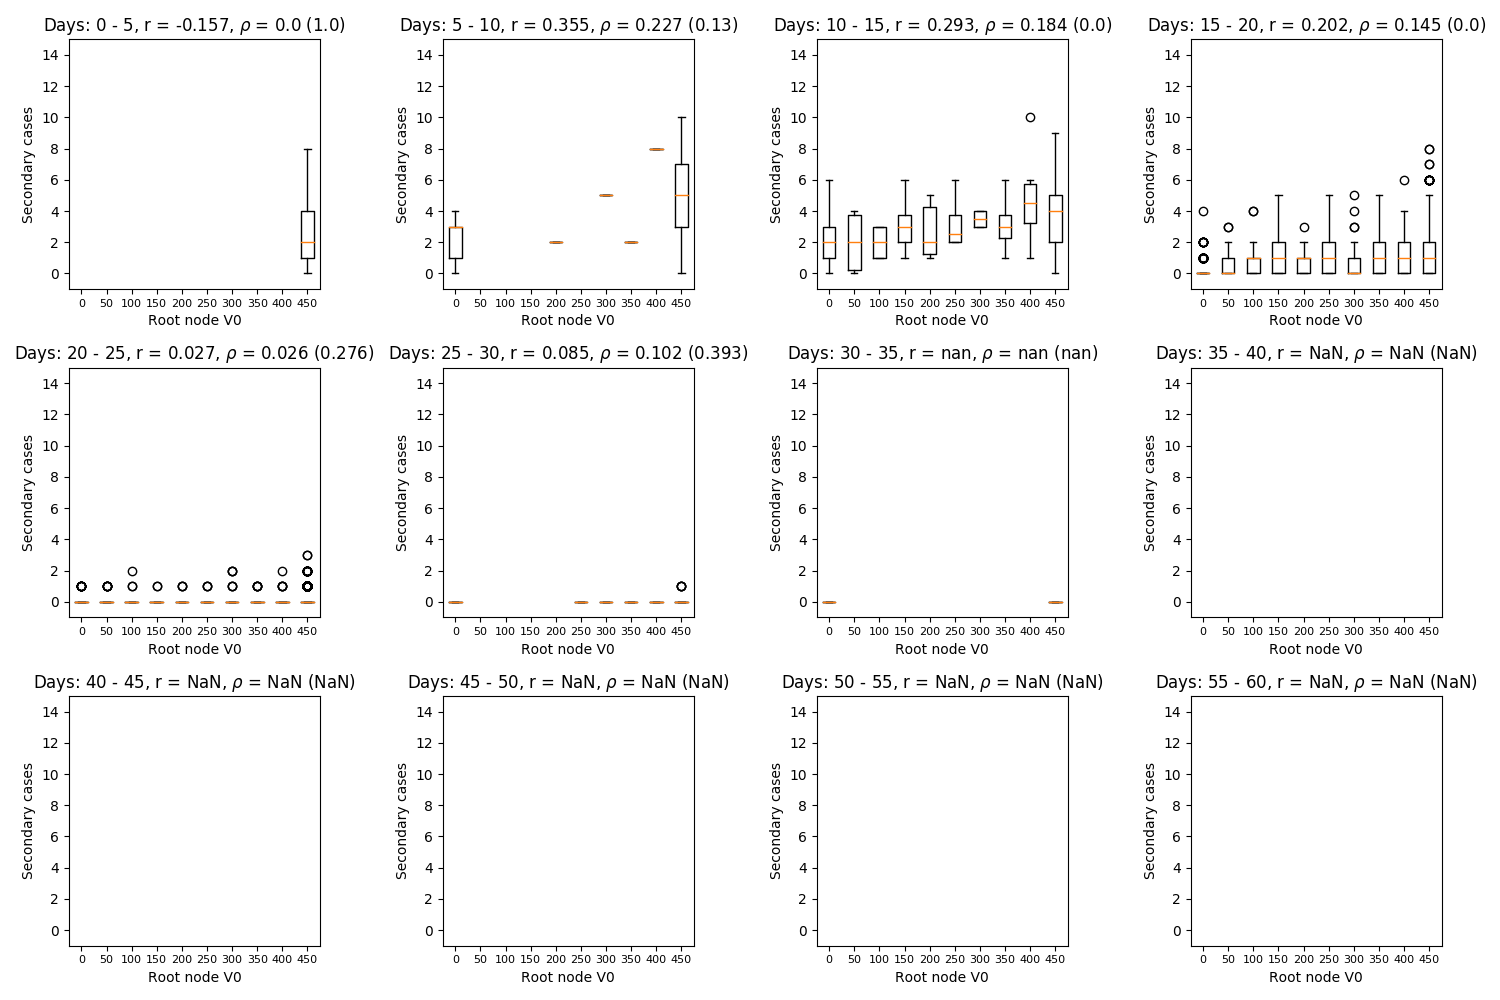 Days: 0 - 5, r = -0.157, ρ = 0.0 (1.0)
14
12
10
8
6
4
2
0
Secondary cases
0 50 100 150 200 250 300 350 400 450
Root node V0
Days: 5 - 10, r = 0.355, ρ = 0.227 (0.13)
14
12
10
8
6
4
2
0
Secondary cases
0 50 100 150 200 250 300 350 400 450
Root node V0
Days: 10 - 15, r = 0.293, ρ = 0.184 (0.0)
14
12
10
8
6
4
2
0
Secondary cases
0 50 100 150 200 250 300 350 400 450
Root node V0
Days: 15 - 20, r = 0.202, ρ = 0.145 (0.0)
14
12
10
8
6
4
2
0
Secondary cases
0 50 100 150 200 250 300 350 400 450
Root node V0
Days: 20 - 25, r = 0.027, ρ = 0.026 (0.276)
14
12
10
8
6
4
2
0
Secondary cases
0 50 100 150 200 250 300 350 400 450
Root node V0
Days: 25 - 30, r = 0.085, ρ = 0.102 (0.393)
14
12
10
8
6
4
2
0
Secondary cases
0 50 100 150 200 250 300 350 400 450
Root node V0
Days: 30 - 35, r = nan, ρ = nan (nan)
14
12
10
8
6
4
2
0
Secondary cases
0 50 100 150 200 250 300 350 400 450
Root node V0
Days: 35 - 40, r = NaN, ρ = NaN (NaN)
14
12
10
8
6
4
2
0
Secondary cases
0 50 100 150 200 250 300 350 400 450
Root node V0
Days: 40 - 45, r = NaN, ρ = NaN (NaN)
14
12
10
8
6
4
2
0
Secondary cases
0 50 100 150 200 250 300 350 400 450
Root node V0
Days: 45 - 50, r = NaN, ρ = NaN (NaN)
14
12
10
8
6
4
2
0
Secondary cases
0 50 100 150 200 250 300 350 400 450
Root node V0
Days: 50 - 55, r = NaN, ρ = NaN (NaN)
14
12
10
8
6
4
2
0
Secondary cases
0 50 100 150 200 250 300 350 400 450
Root node V0
Days: 55 - 60, r = NaN, ρ = NaN (NaN)
14
12
10
8
6
4
2
0
Secondary cases
0 50 100 150 200 250 300 350 400 450
Root node V0